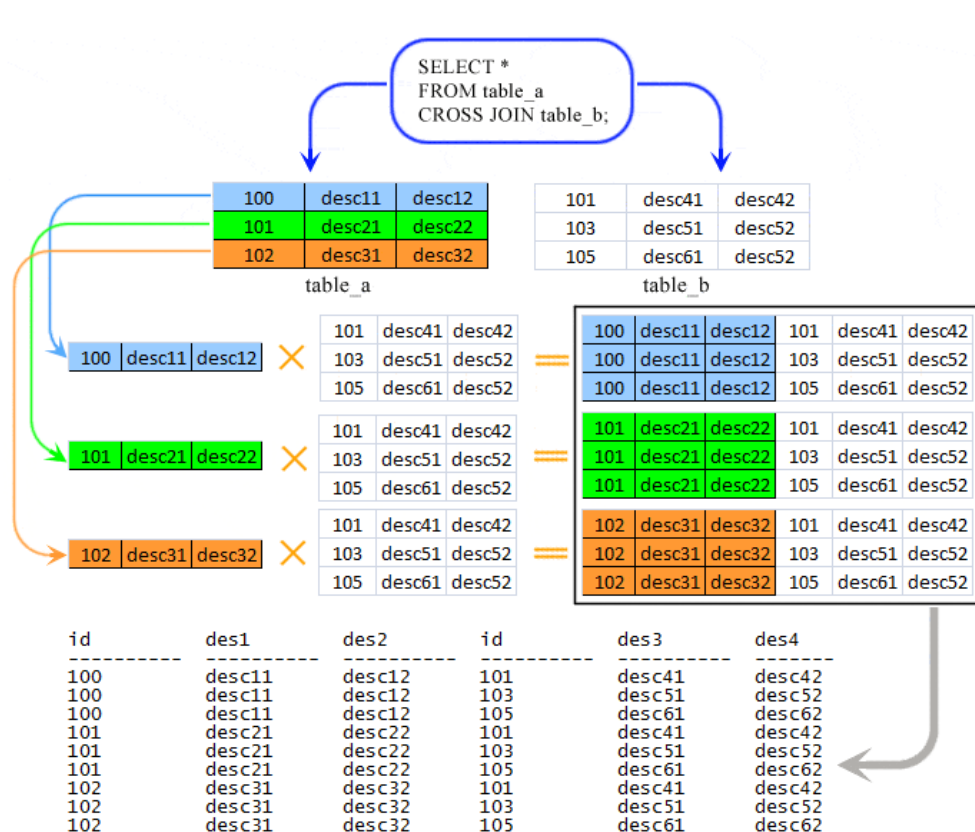 SELECT *
FROM table_a
CROSS JOIN table_b;
100 desc11 desc12
101 desc21 desc22
102 desc31 desc32
table_a
101 desc41 desc42
103 desc51 desc52
105 desc61 desc52
table_b
100 desc11 desc12 × 101 desc41 desc42
103 desc51 desc52
105 desc61 desc52
=
100 desc11 desc12 101 desc41 desc42
100 desc11 desc12 103 desc51 desc52
100 desc11 desc12 105 desc61 desc52
101 desc21 desc22 × 101 desc41 desc42
103 desc51 desc52
105 desc61 desc52
=
101 desc21 desc22 101 desc41 desc42
101 desc21 desc22 103 desc51 desc52
101 desc21 desc22 105 desc61 desc52
102 desc31 desc32 × 101 desc41 desc42
103 desc51 desc52
105 desc61 desc52
=
102 desc31 desc32 101 desc41 desc42
102 desc31 desc32 103 desc51 desc52
102 desc31 desc32 105 desc61 desc52
id des1 des2 id des3 des4
---------- ---------- ---------- ---------- ---------- -------
100 desc11 desc12 101 desc41 desc42
100 desc11 desc12 103 desc51 desc52
100 desc11 desc12 105 desc61 desc62
101 desc21 desc22 101 desc41 desc42
101 desc21 desc22 103 desc51 desc52
101 desc21 desc22 105 desc61 desc62
102 desc31 desc32 101 desc41 desc42
102 desc31 desc32 103 desc51 desc52
102 desc31 desc32 105 desc61 desc62